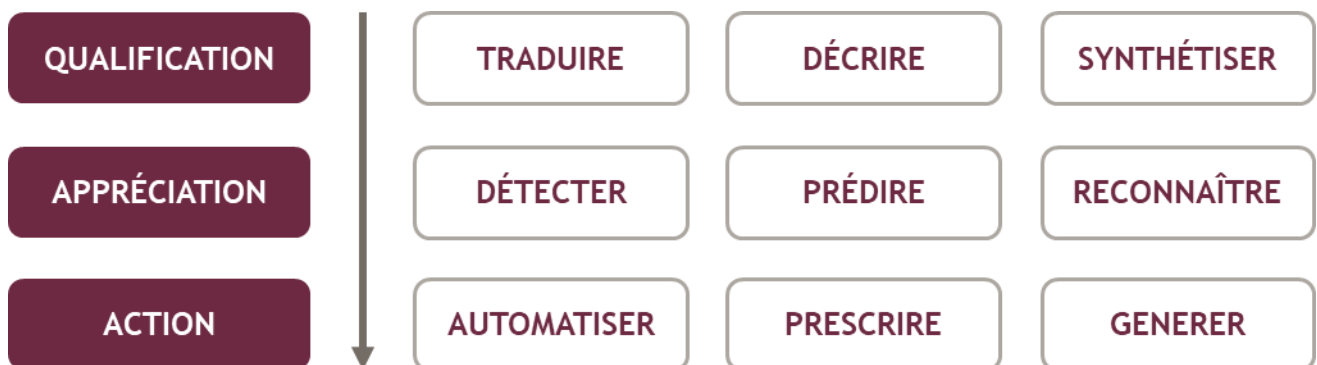 QUALIFICATION TRADUIRE DÉCRIRE SYNTHÉTISER
APPRÉCIATION DÉTECTER PRÉDIRE RECONNAÎTRE
ACTION AUTOMATISER PRESCRIRE GENERER